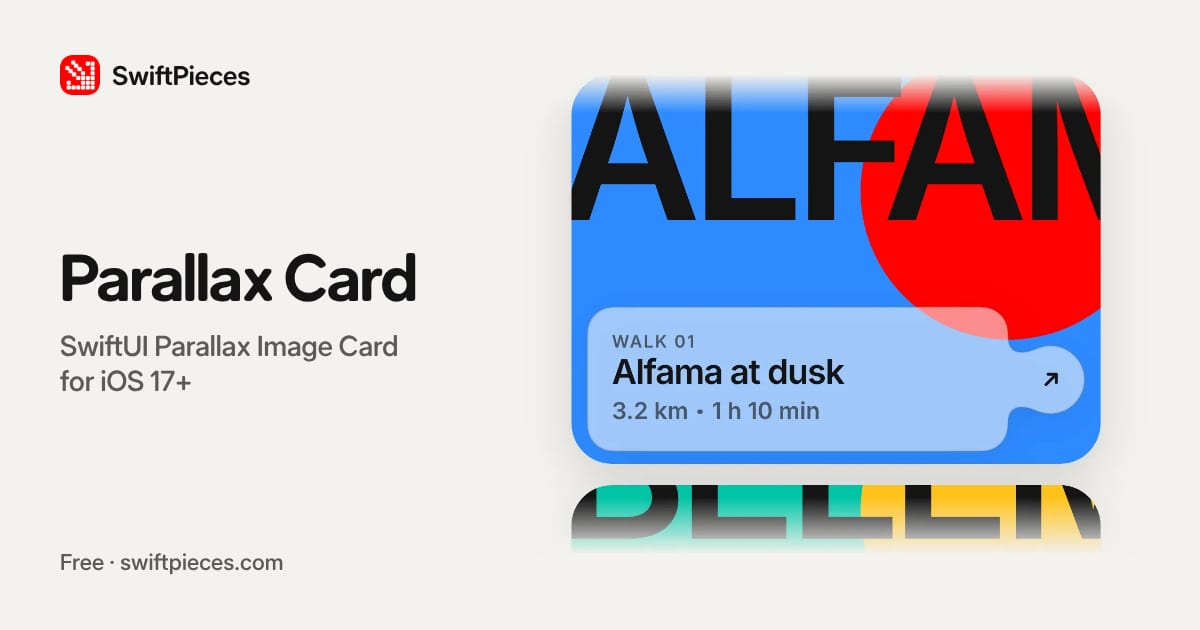 SwiftPieces
Parallax Card
SwiftUI Parallax Image Card
for iOS 17+
Free · swiftpieces.com
ALFAM
WALK 01
Alfama at dusk
3.2 km • 1 h 10 min